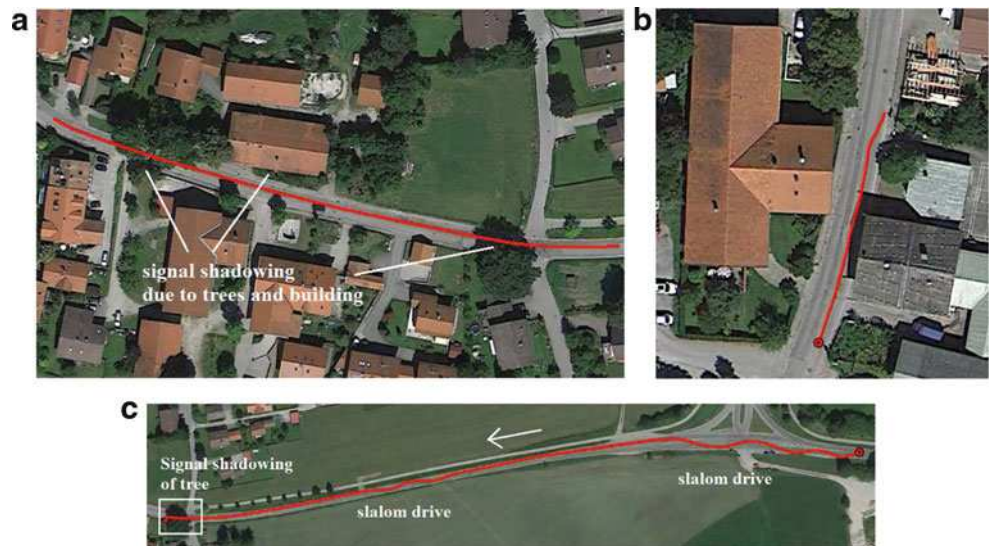 a
b
signal shadowing
due to trees and building
c
Signal shadowing
of tree
slalom drive
slalom drive